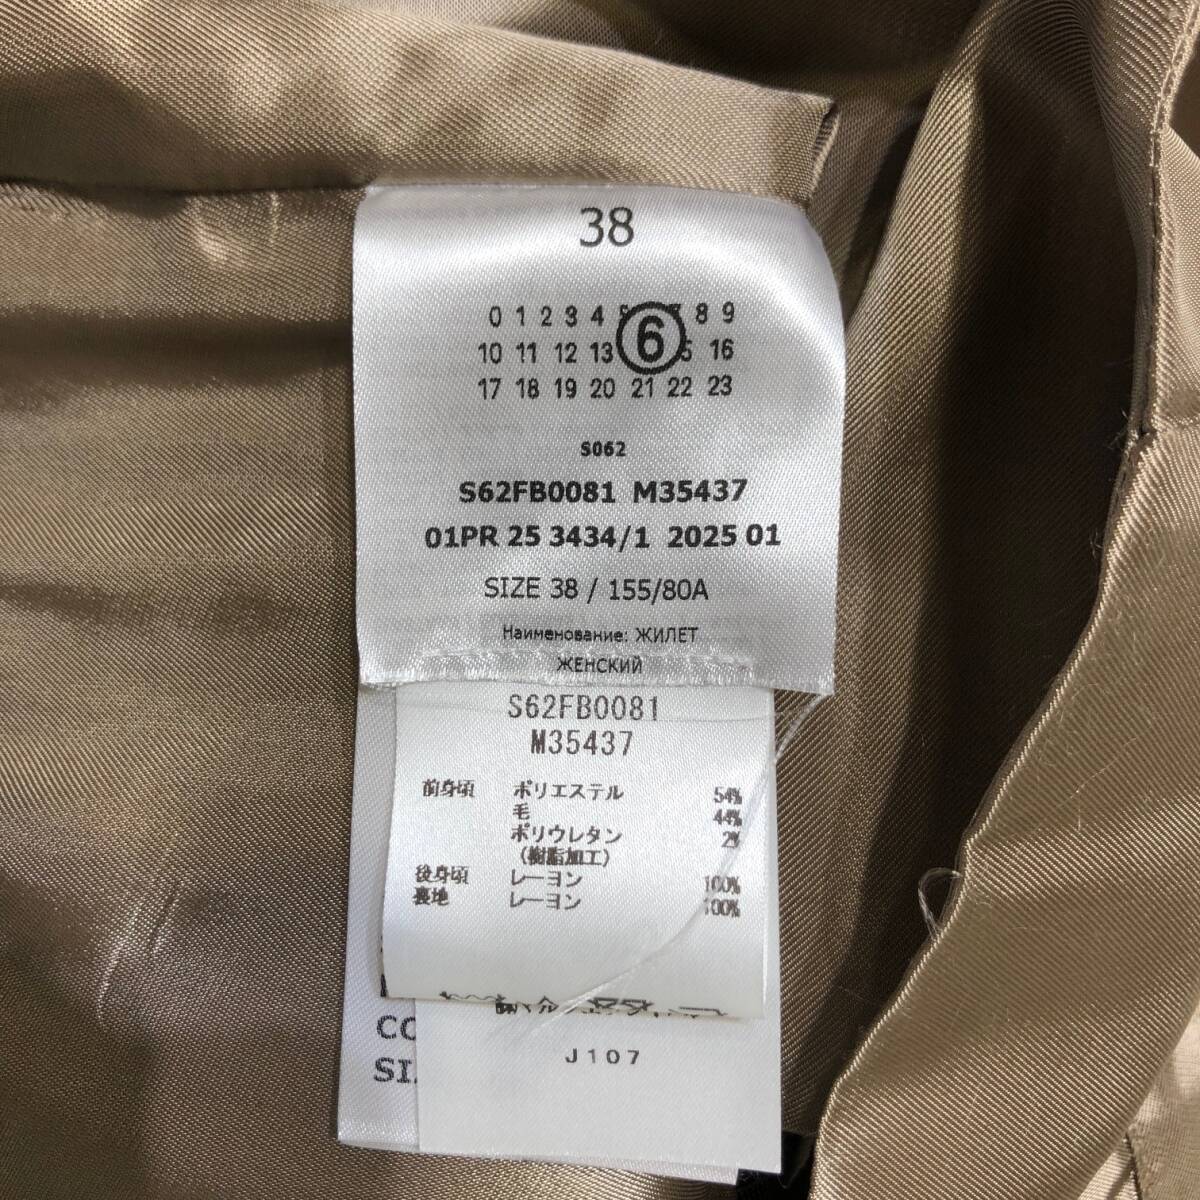 38
0 1 2 3 4 8 9
10 11 12 13 6 16
17 18 19 20 21 22 23
S062
S62FB0081 M35437
01PR 25 3434/1 2025 01
SIZE 38 / 155/80A
Наименование: ЖИЛЕТ
ЖЕНСКИЙ
S62FB0081
M35437
前身頃 ポリエステル 54%
毛 44%
ポリウレタン 2%
(樹脂加工)
後身頃 レーヨン 100%
裏地 レーヨン 100%
J107